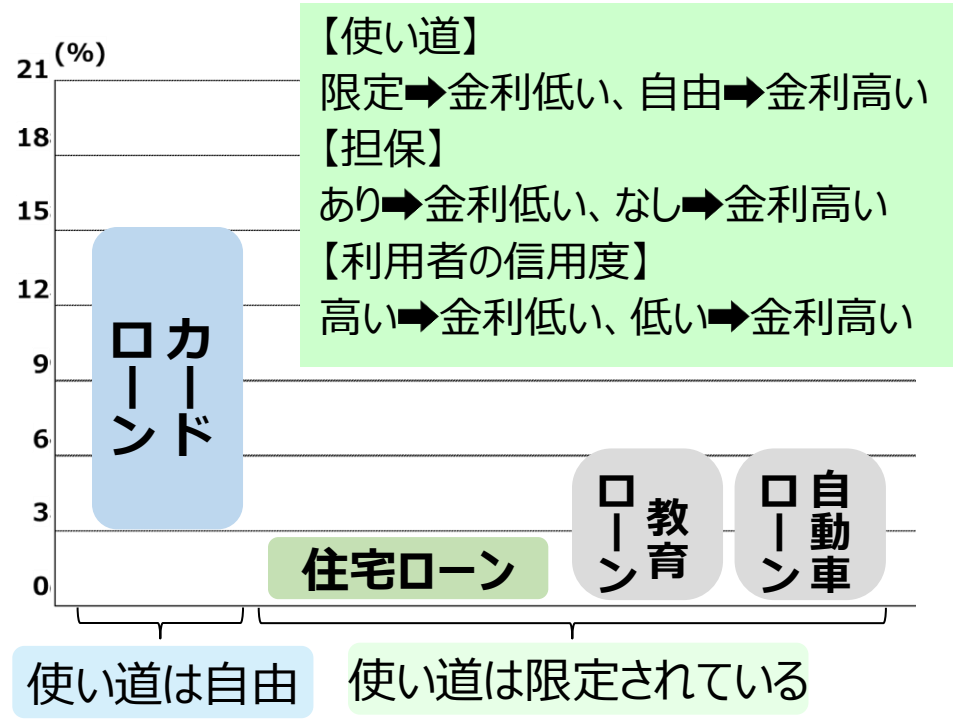 (%)
21
18
15
12
9
6
3
0
【使い道】
限定➡金利低い、自由➡金利高い
【担保】
あり➡金利低い、なし➡金利高い
【利用者の信用度】
高い➡金利低い、低い➡金利高い
カード
ローン
住宅ローン
教育
ローン
自動車
ローン
使い道は自由
使い道は限定されている